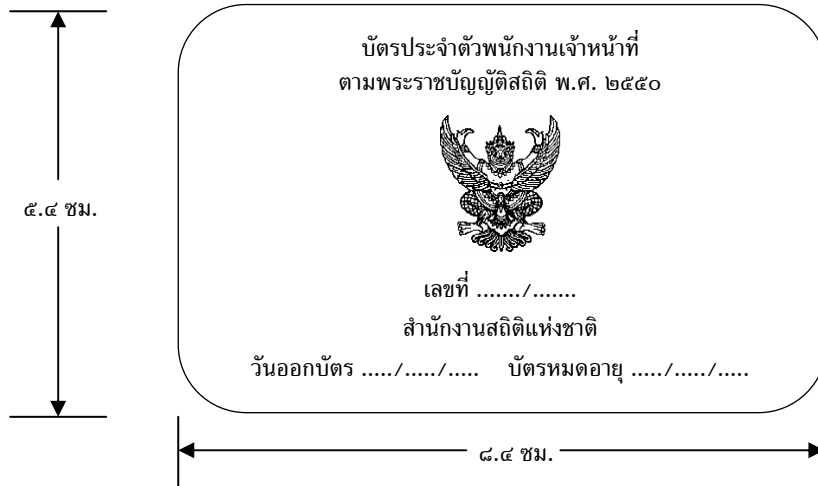 บัตรประจำตัวพนักงานเจ้าหน้าที่
ตามพระราชบัญญัติสถิติ พ.ศ. ๒๕๕๐
๕.๔ ซม.
เลขที่ ......./.......
สำนักงานสถิติแห่งชาติ
วันออกบัตร ...../...../..... บัตรหมดอายุ ...../...../.....
๘.๔ ซม.